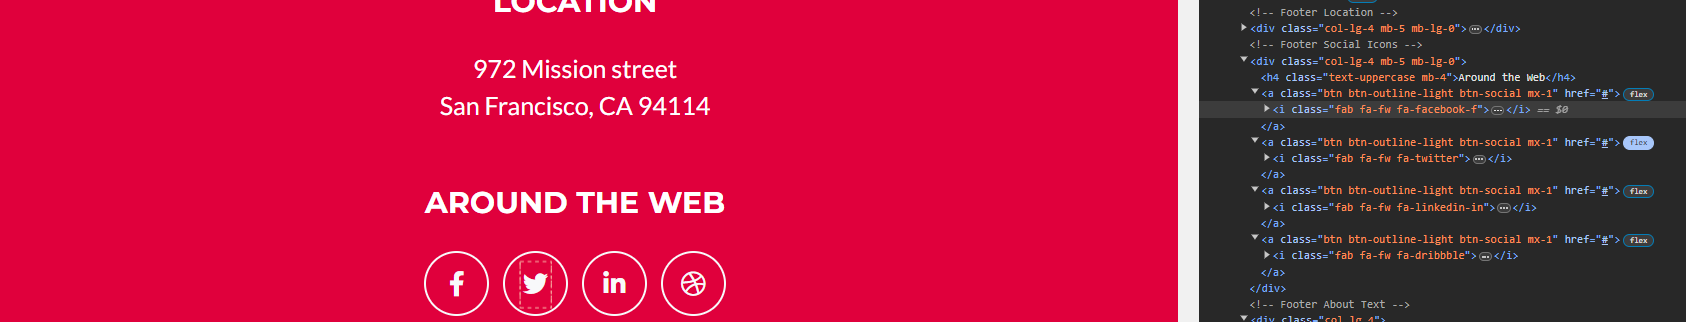 LOCATION
972 Mission street
San Francisco, CA 94114
AROUND THE WEB
<!-- Footer Location -->
<div class="col-lg-4 mb-5 mb-lg-0"> </div>
<!-- Footer Social Icons -->
<div class="col-lg-4 mb-5 mb-lg-0">
<h4 class="text-uppercase mb-4">Around the Web</h4>
<a class="btn btn-outline-light btn-social mx-1" href="#"> flex
<i class="fab fa-fw fa-facebook-f"> </i> == $0
</a>
<a class="btn btn-outline-light btn-social mx-1" href="#"> flex
<i class="fab fa-fw fa-twitter"> </i>
</a>
<a class="btn btn-outline-light btn-social mx-1" href="#"> flex
<i class="fab fa-fw fa-linkedin-in"> </i>
</a>
<a class="btn btn-outline-light btn-social mx-1" href="#"> flex
<i class="fab fa-fw fa-dribbble"> </i>
</a>
</div>
<!-- Footer About Text -->
<div class="col-lg-4">